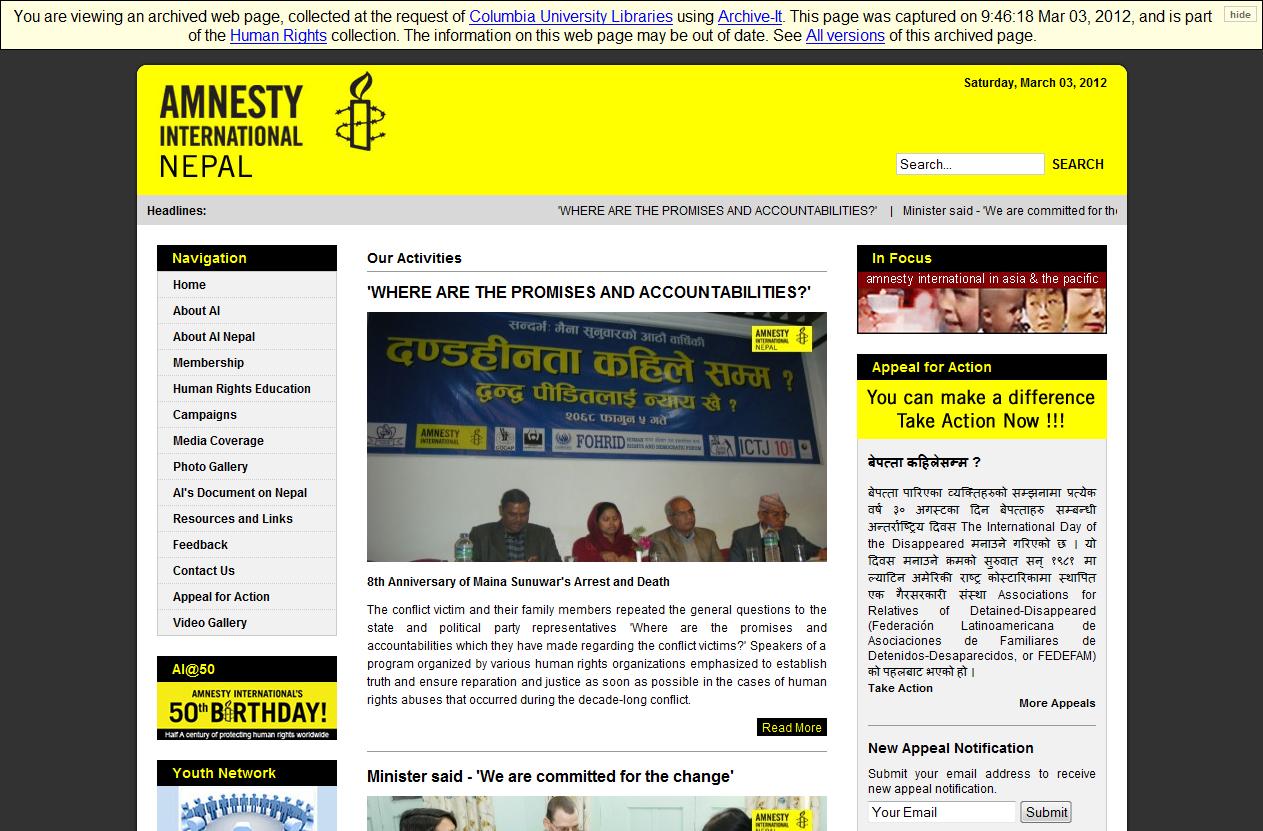 You are viewing an archived web page, collected at the request of Columbia University Libraries using Archive-It. This page was captured on 9:46:18 Mar 03, 2012, and is part
of the Human Rights collection. The information on this web page may be out of date. See All versions of this archived page.
hide
AMNESTY
INTERNATIONAL
NEPAL
Saturday, March 03, 2012
Search...
SEARCH
Headlines:
'WHERE ARE THE PROMISES AND ACCOUNTABILITIES?' | Minister said - 'We are committed for the
Navigation
Home
About AI
About AI Nepal
Membership
Human Rights Education
Campaigns
Media Coverage
Photo Gallery
AI's Document on Nepal
Resources and Links
Feedback
Contact Us
Appeal for Action
Video Gallery
AI@50
AMNESTY INTERNATIONAL'S
50th BIRTHDAY!
Half A century of protecting human rights worldwide
Youth Network
Our Activities
'WHERE ARE THE PROMISES AND ACCOUNTABILITIES?'
सन्दर्भ: मैना सुनुवारको आठौं वार्षिकी
AMNESTY
INTERNATIONAL
NEPAL
दण्डहीनता कहिले सम्म ?
द्वन्द्व पीडितलाई न्याय खै ?
२०६८ फागुन ५ गते
AMNESTY
INTERNATIONAL
FOHRID
HUMAN RIGHTS AND DEMOCRATIC FORUM
ICTJ 10
8th Anniversary of Maina Sunuwar's Arrest and Death
The conflict victim and their family members repeated the general questions to the
state and political party representatives 'Where are the promises and
accountabilities which they have made regarding the conflict victims?' Speakers of a
program organized by various human rights organizations emphasized to establish
truth and ensure reparation and justice as soon as possible in the cases of human
rights abuses that occurred during the decade-long conflict.
Read More
Minister said - 'We are committed for the change'
AMNESTY
INTERNATIONAL
NEPAL
In Focus
amnesty international in asia & the pacific
Appeal for Action
You can make a difference
Take Action Now !!!
बेपत्ता कहिलेसम्म ?
बेपत्ता पारिएका व्यक्तिहरुको सम्झनामा प्रत्येक
वर्ष ३० अगस्टका दिन बेपत्ताहरु सम्बन्धी
अन्तर्राष्ट्रिय दिवस The International Day of
the Disappeared मनाउने गरिएको छ । यो
दिवस मनाउने क्रमको सुरुवात सन् १९८१ मा
ल्याटिन अमेरिकी राष्ट्र कोस्टारिकामा स्थापित
एक गैरसरकारी संस्था Associations for
Relatives of Detained-Disappeared
(Federación Latinoamericana de
Asociaciones de Familiares de
Detenidos-Desaparecidos, or FEDEFAM)
को पहलबाट भएको हो ।
Take Action
More Appeals
New Appeal Notification
Submit your email address to receive
new appeal notification.
Your Email
Submit